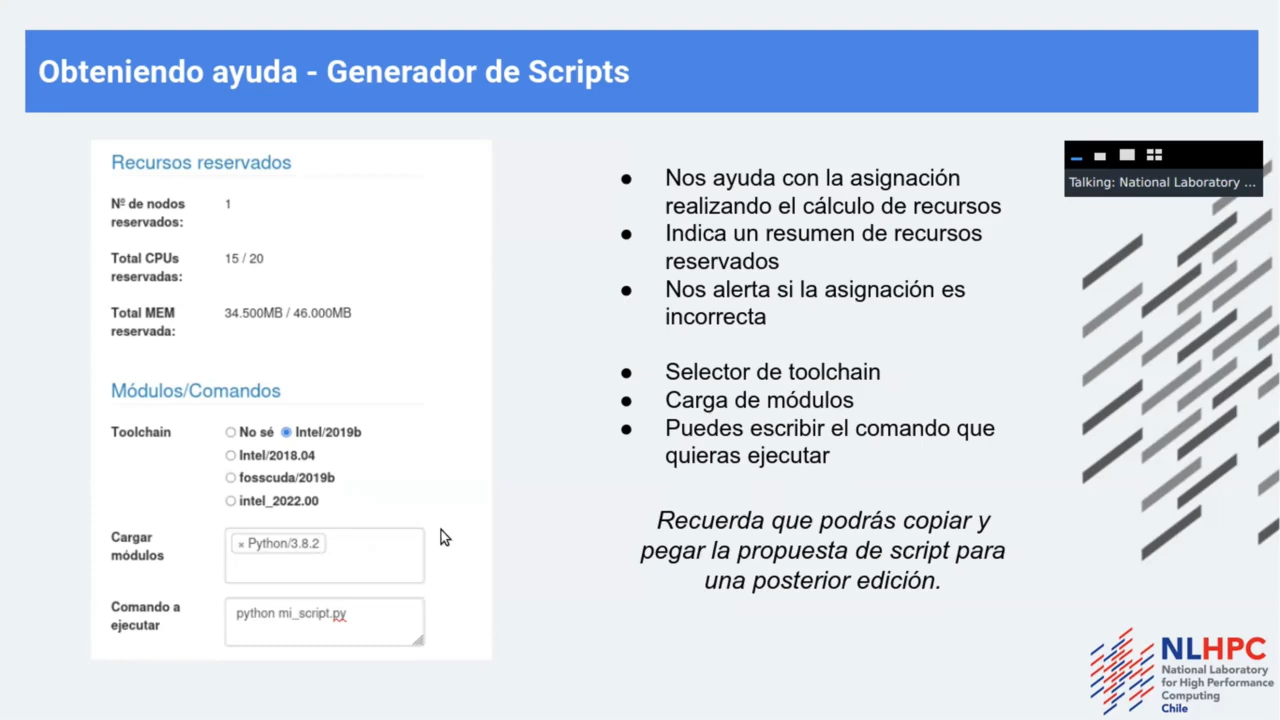 Obteniendo ayuda - Generador de Scripts
Recursos reservados
Nº de nodos
reservados:
1
Total CPUs
reservadas:
15 / 20
Total MEM
reservada:
34.500MB / 46.000MB
Módulos/Comandos
Toolchain
No sé Intel/2019b
Intel/2018.04
fosscuda/2019b
intel_2022.00
Cargar
módulos
× Python/3.8.2
Comando a
ejecutar
python mi_script.py
● Nos ayuda con la asignación
realizando el cálculo de recursos
● Indica un resumen de recursos
reservados
● Nos alerta si la asignación es
incorrecta
● Selector de toolchain
● Carga de módulos
● Puedes escribir el comando que
quieras ejecutar
Recuerda que podrás copiar y
pegar la propuesta de script para
una posterior edición.
Talking: National Laboratory ...
NLHPC
National Laboratory
for High Performance
Computing
Chile